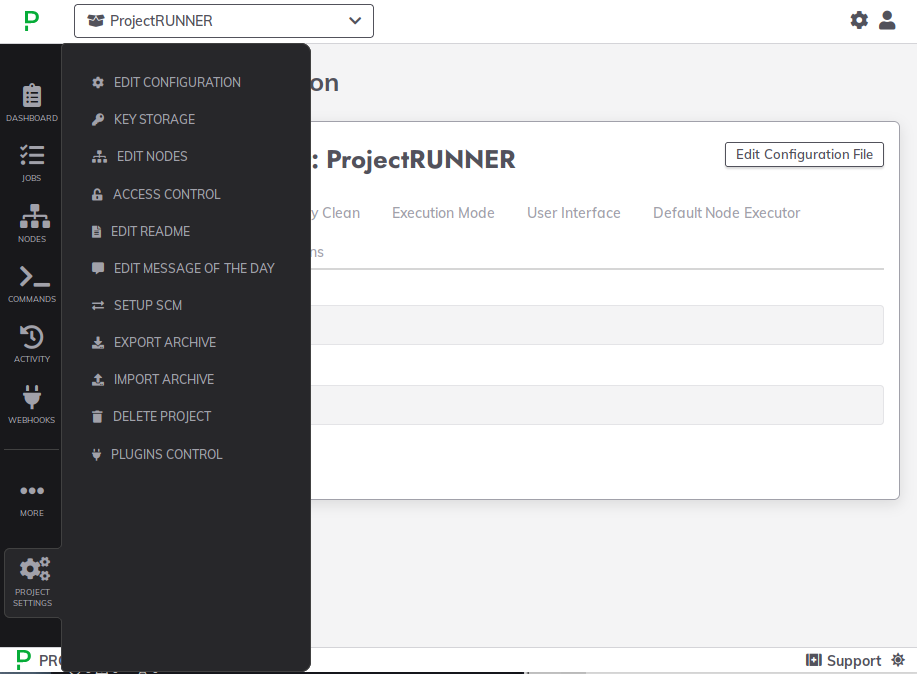 ProjectRUNNER
DASHBOARD
JOBS
NODES
COMMANDS
ACTIVITY
WEBHOOKS
MORE
PROJECT
SETTINGS
EDIT CONFIGURATION
KEY STORAGE
EDIT NODES
ACCESS CONTROL
EDIT README
EDIT MESSAGE OF THE DAY
SETUP SCM
EXPORT ARCHIVE
IMPORT ARCHIVE
DELETE PROJECT
PLUGINS CONTROL
on
: ProjectRUNNER
Edit Configuration File
y Clean Execution Mode User Interface Default Node Executor
ns
PRO
Support